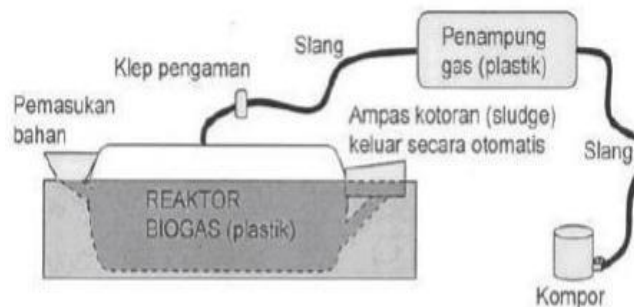 Slang
Penampung
gas (plastik)
Klep pengaman
Pemasukan
bahan
Ampas kotoran (sludge)
keluar secara otomatis
Slang
REAKTOR
BIOGAS (plastik)
Kompor